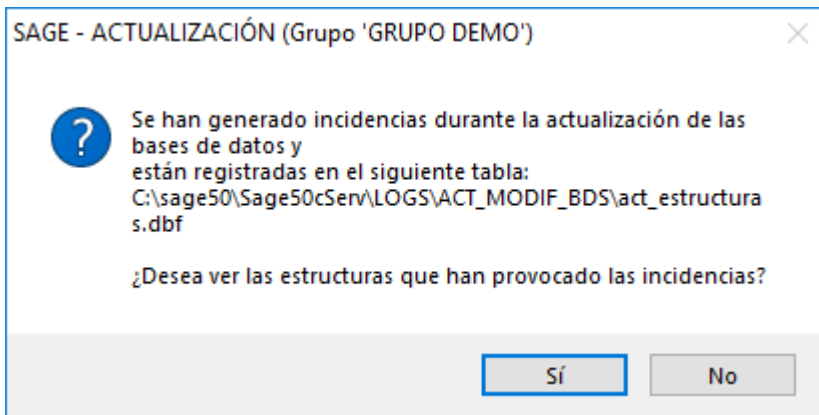 SAGE - ACTUALIZACIÓN (Grupo 'GRUPO DEMO')
Se han generado incidencias durante la actualización de las
bases de datos y
están registradas en el siguiente tabla:
C:\sage50\Sage50cServ\LOGS\ACT_MODIF_BDS\act_estructura
s.dbf
¿Desea ver las estructuras que han provocado las incidencias?
Sí No